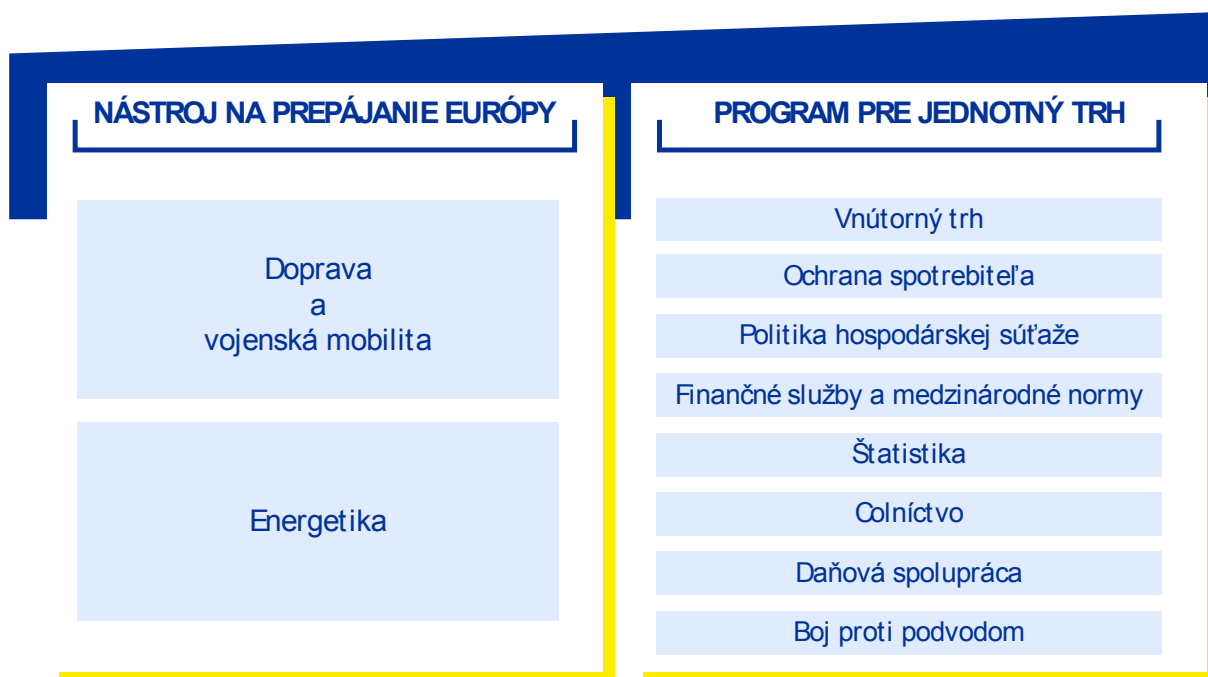 NÁSTROJ NA PREPÁJANIE EURÓPY
Doprava
a
vojenská mobilita
Energetika
PROGRAM PRE JEDNOTNÝ TRH
Vnútorný trh
Ochrana spotrebiteľa
Politika hospodárskej súťaže
Finančné služby a medzinárodné normy
Štatistika
Colníctvo
Daňová spolupráca
Boj proti podvodom